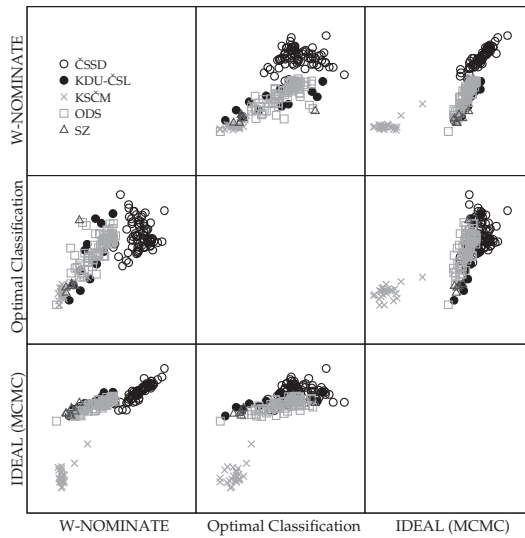 W-NOMINATE
ČSSD
KDU-ČSL
KSČM
ODS
SZ
Optimal Classification
IDEAL (MCMC)
W-NOMINATE
Optimal Classification
IDEAL (MCMC)